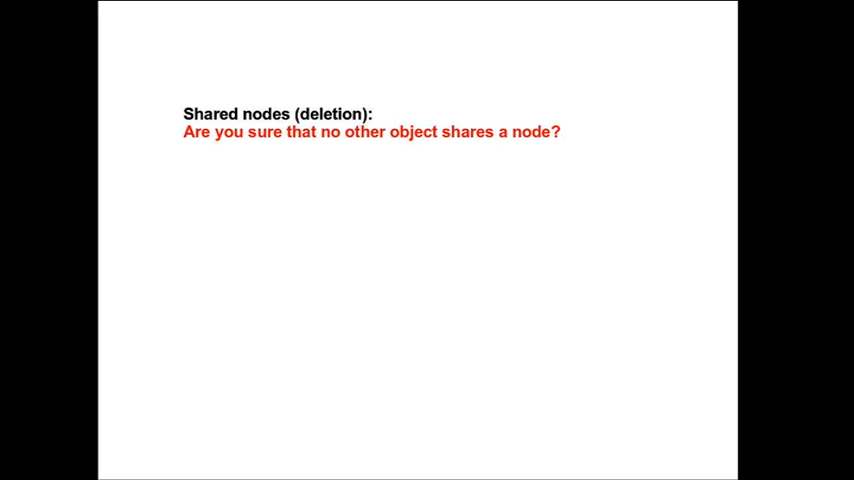 Shared nodes (deletion):
Are you sure that no other object shares a node?